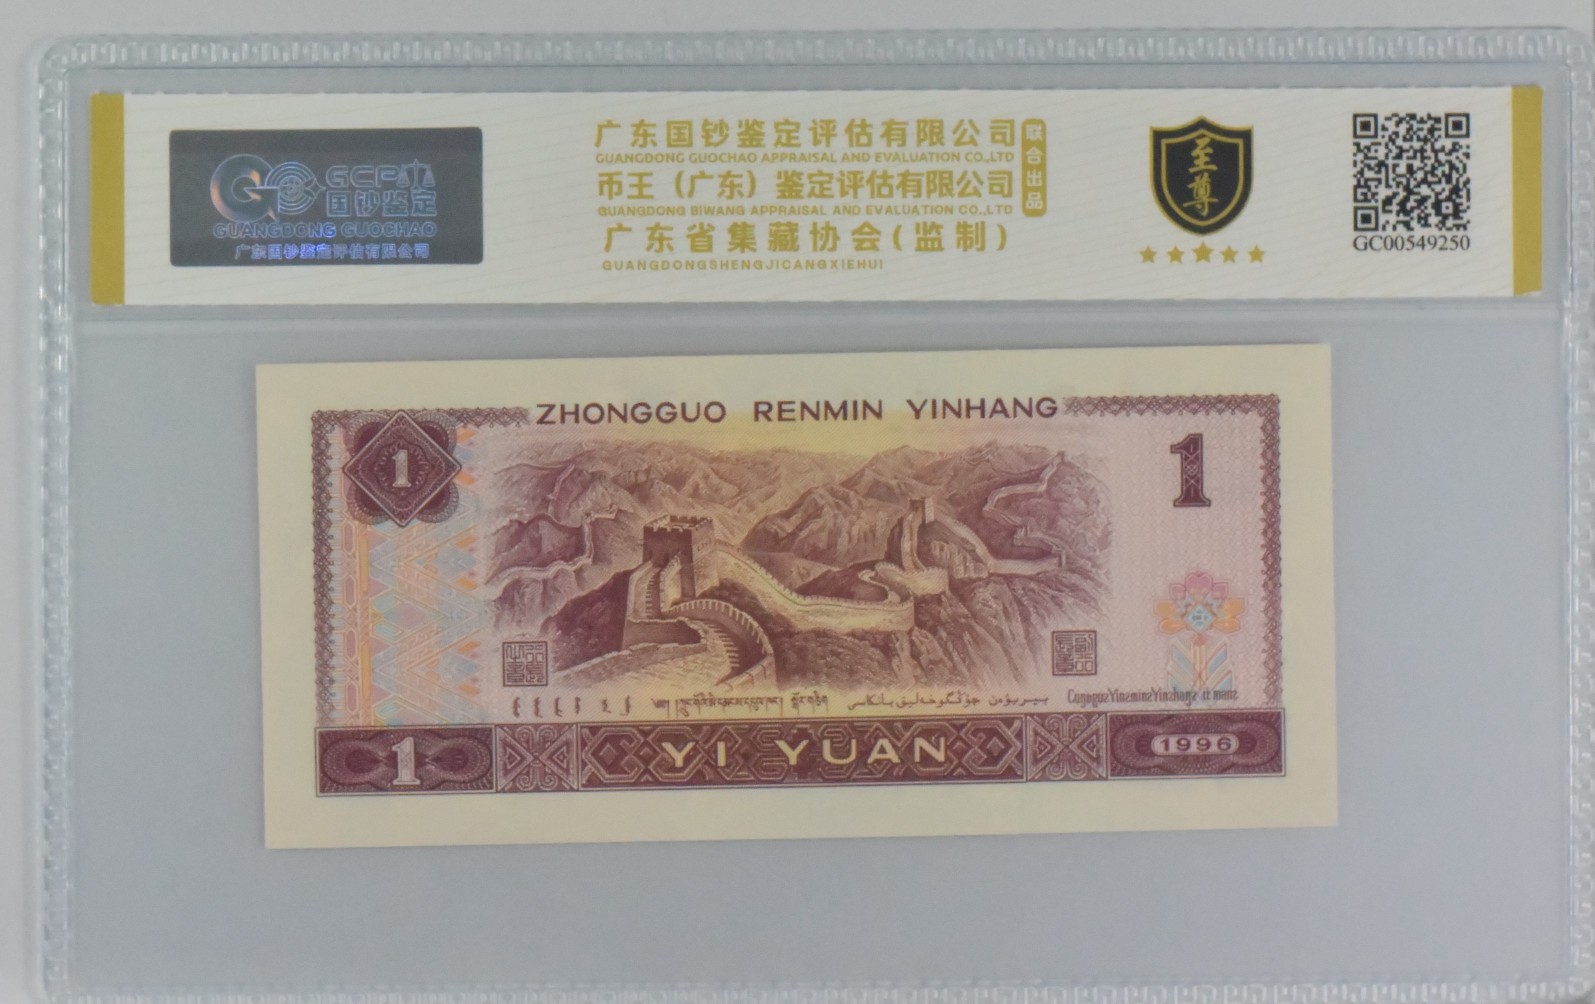 GCP
国钞鉴定
GUANGDONG GUOCHAO
广东国钞鉴定评估有限公司
广东国钞鉴定评估有限公司
GUANGDONG GUOCHAO APPRAISAL AND EVALUATION CO.,LTD
币王（广东）鉴定评估有限公司
GUANGDONG BIWANG APPRAISAL AND EVALUATION CO.,LTD
联合出品
广东省集藏协会(监制)
GUANGDONGSHENGJICANGXIEHUI
至尊
GC00549250
ZHONGGUO RENMIN YINHANG
1
1
1
YI YUAN
1996